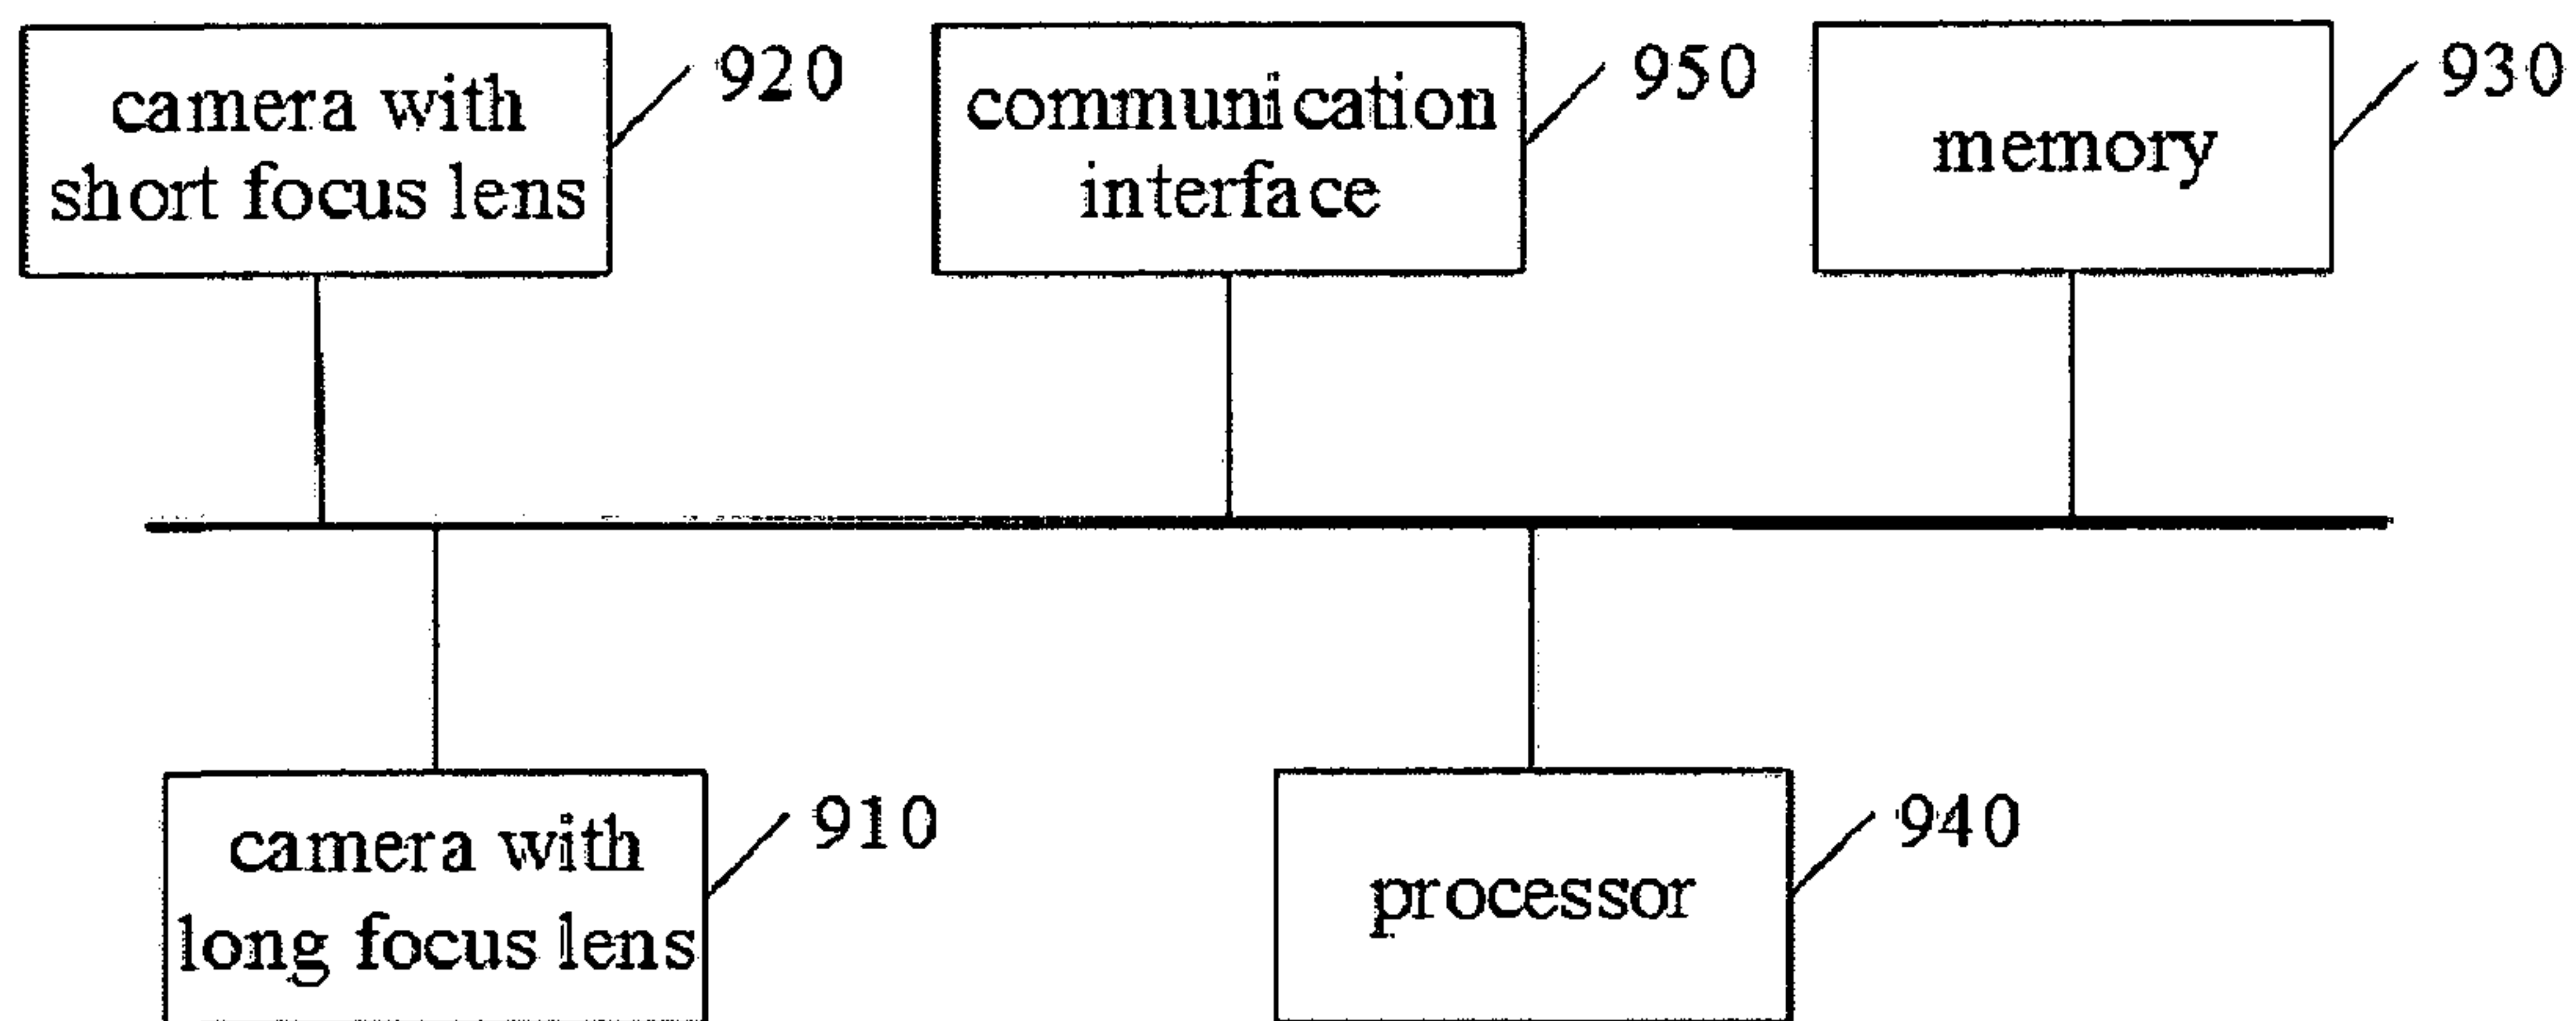 camera with
short focus lens
920
communication
interface
950
memory
930
camera with
long focus lens
910
processor
940